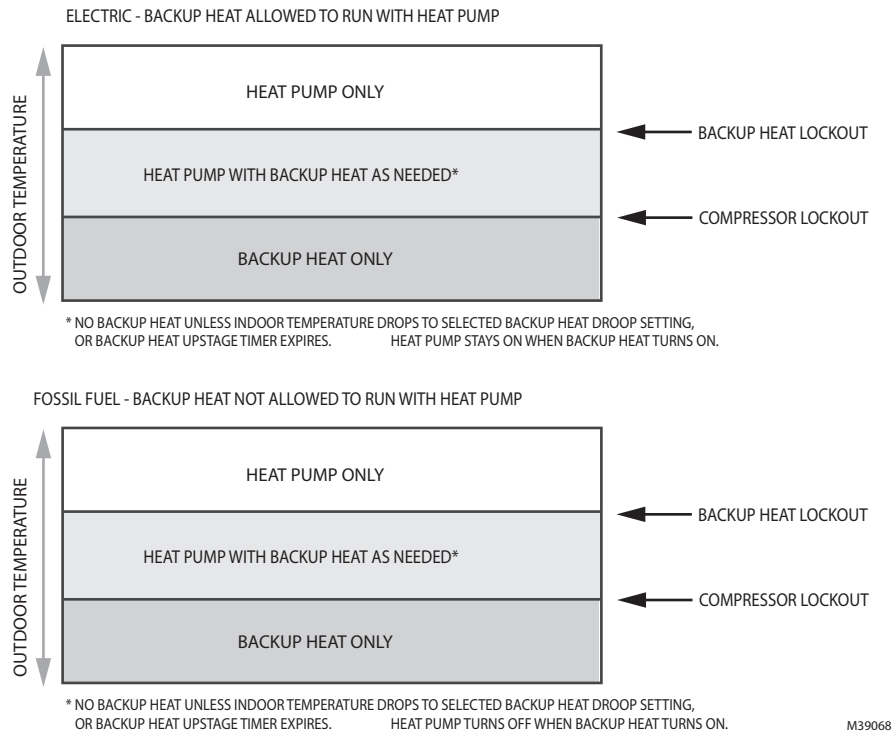 ELECTRIC - BACKUP HEAT ALLOWED TO RUN WITH HEAT PUMP
OUTDOOR TEMPERATURE
HEAT PUMP ONLY
BACKUP HEAT LOCKOUT
HEAT PUMP WITH BACKUP HEAT AS NEEDED*
COMPRESSOR LOCKOUT
BACKUP HEAT ONLY
* NO BACKUP HEAT UNLESS INDOOR TEMPERATURE DROPS TO SELECTED BACKUP HEAT DROOP SETTING,
OR BACKUP HEAT UPSTAGE TIMER EXPIRES. HEAT PUMP STAYS ON WHEN BACKUP HEAT TURNS ON.
FOSSIL FUEL - BACKUP HEAT NOT ALLOWED TO RUN WITH HEAT PUMP
OUTDOOR TEMPERATURE
HEAT PUMP ONLY
BACKUP HEAT LOCKOUT
HEAT PUMP WITH BACKUP HEAT AS NEEDED*
COMPRESSOR LOCKOUT
BACKUP HEAT ONLY
* NO BACKUP HEAT UNLESS INDOOR TEMPERATURE DROPS TO SELECTED BACKUP HEAT DROOP SETTING,
OR BACKUP HEAT UPSTAGE TIMER EXPIRES. HEAT PUMP TURNS OFF WHEN BACKUP HEAT TURNS ON.
M39068